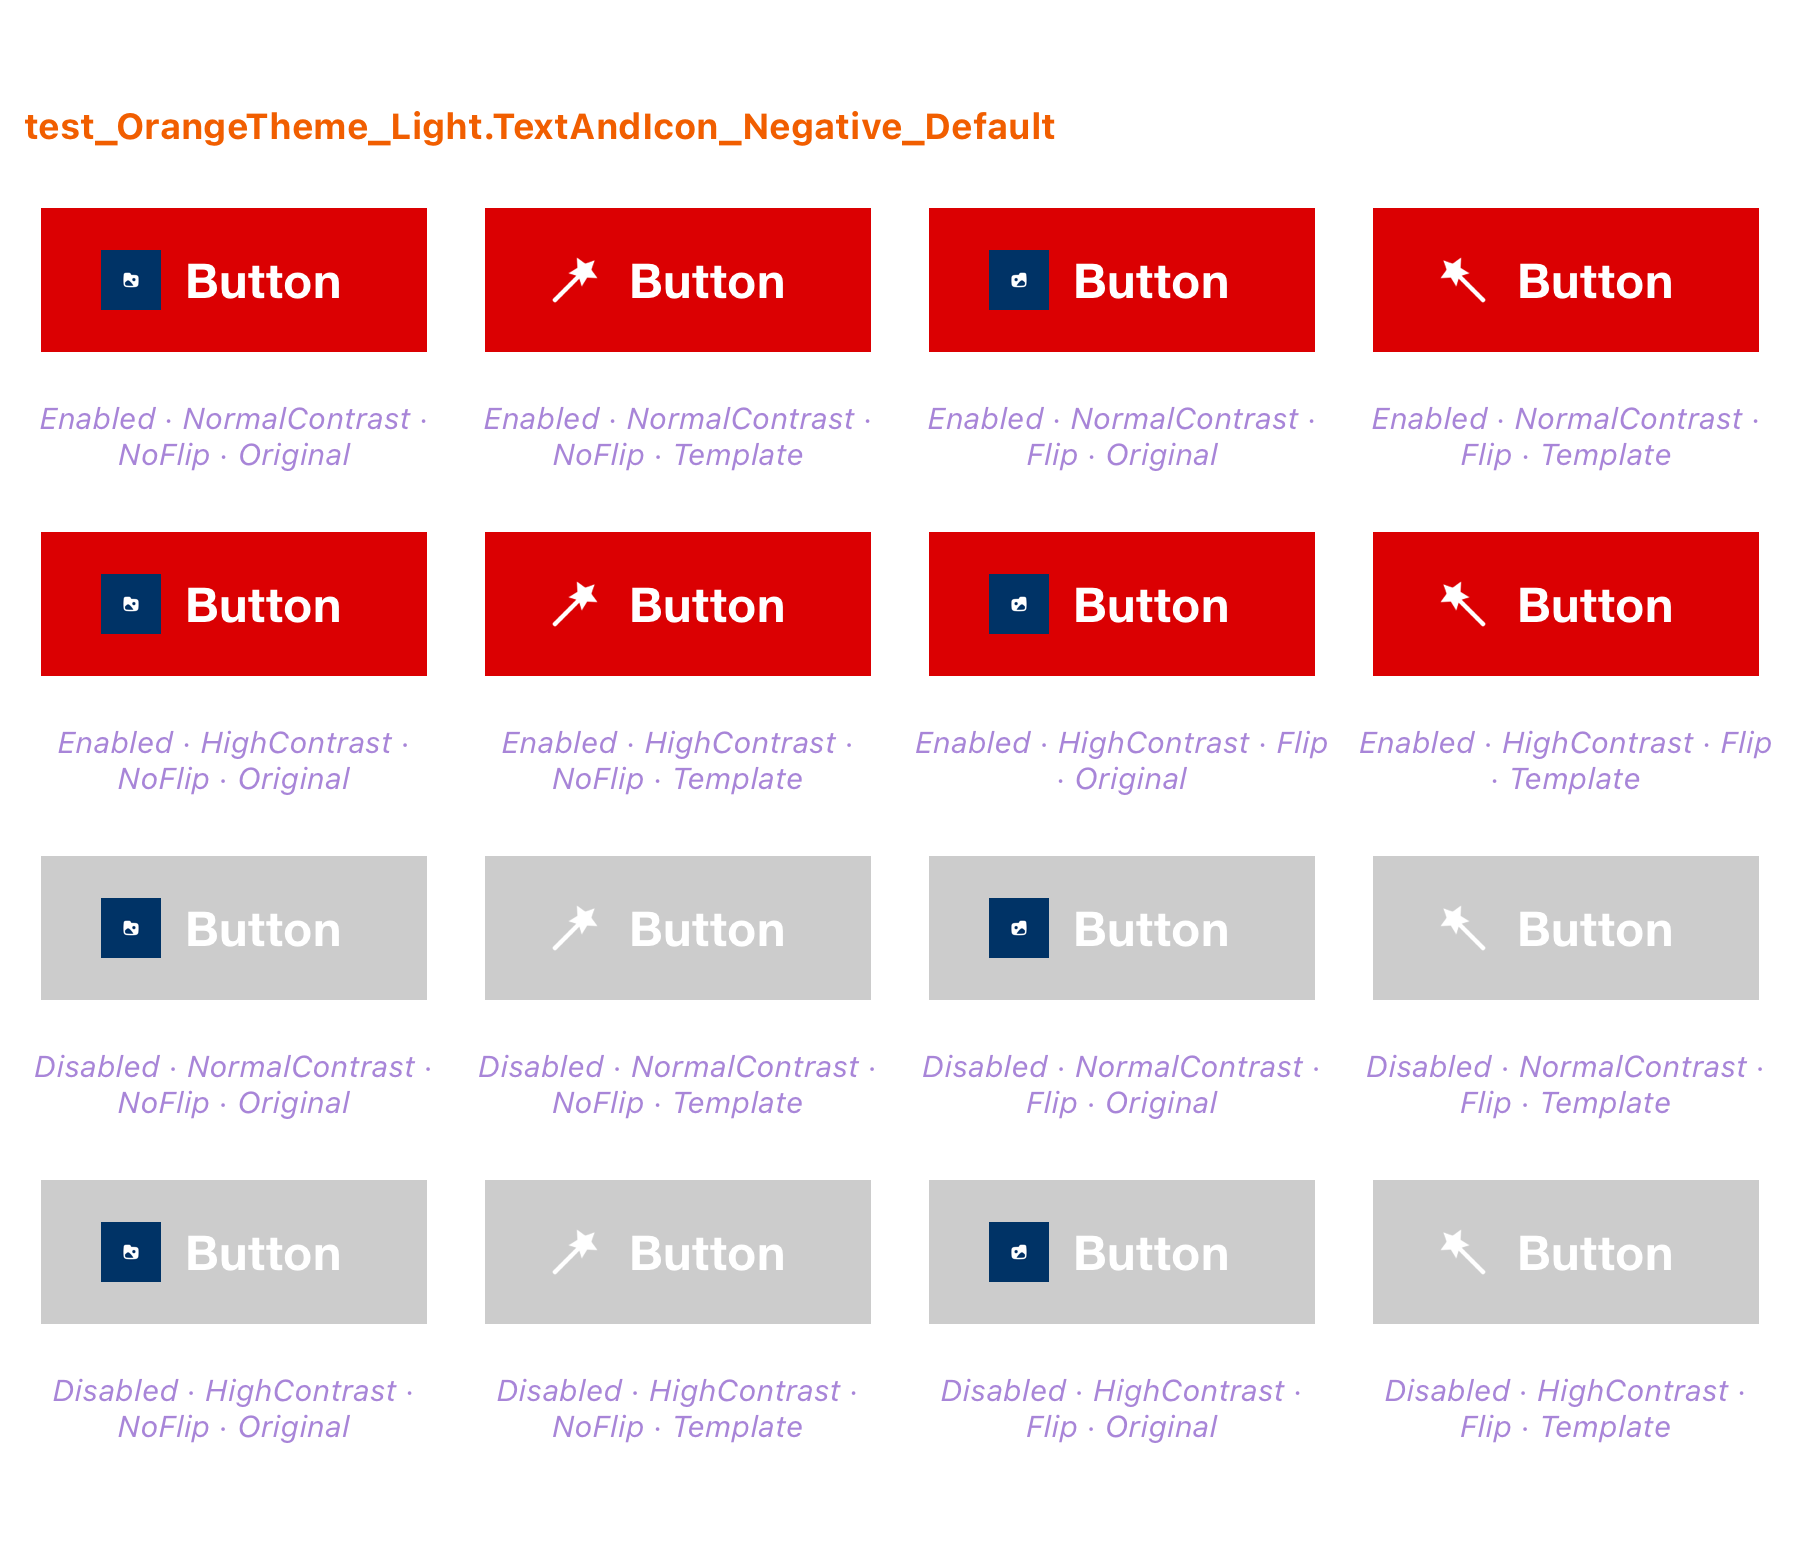 test_OrangeTheme_Light.TextAndIcon_Negative_Default
Button Button Button Button
Enabled · NormalContrast · Enabled · NormalContrast · Enabled · NormalContrast · Enabled · NormalContrast ·
NoFlip · Original NoFlip · Template Flip · Original Flip · Template
Button Button Button Button
Enabled · HighContrast · Enabled · HighContrast · Enabled · HighContrast · Flip Enabled · HighContrast · Flip
NoFlip · Original NoFlip · Template · Original · Template
Button Button Button Button
Disabled · NormalContrast · Disabled · NormalContrast · Disabled · NormalContrast · Disabled · NormalContrast ·
NoFlip · Original NoFlip · Template Flip · Original Flip · Template
Button Button Button Button
Disabled · HighContrast · Disabled · HighContrast · Disabled · HighContrast · Disabled · HighContrast ·
NoFlip · Original NoFlip · Template Flip · Original Flip · Template